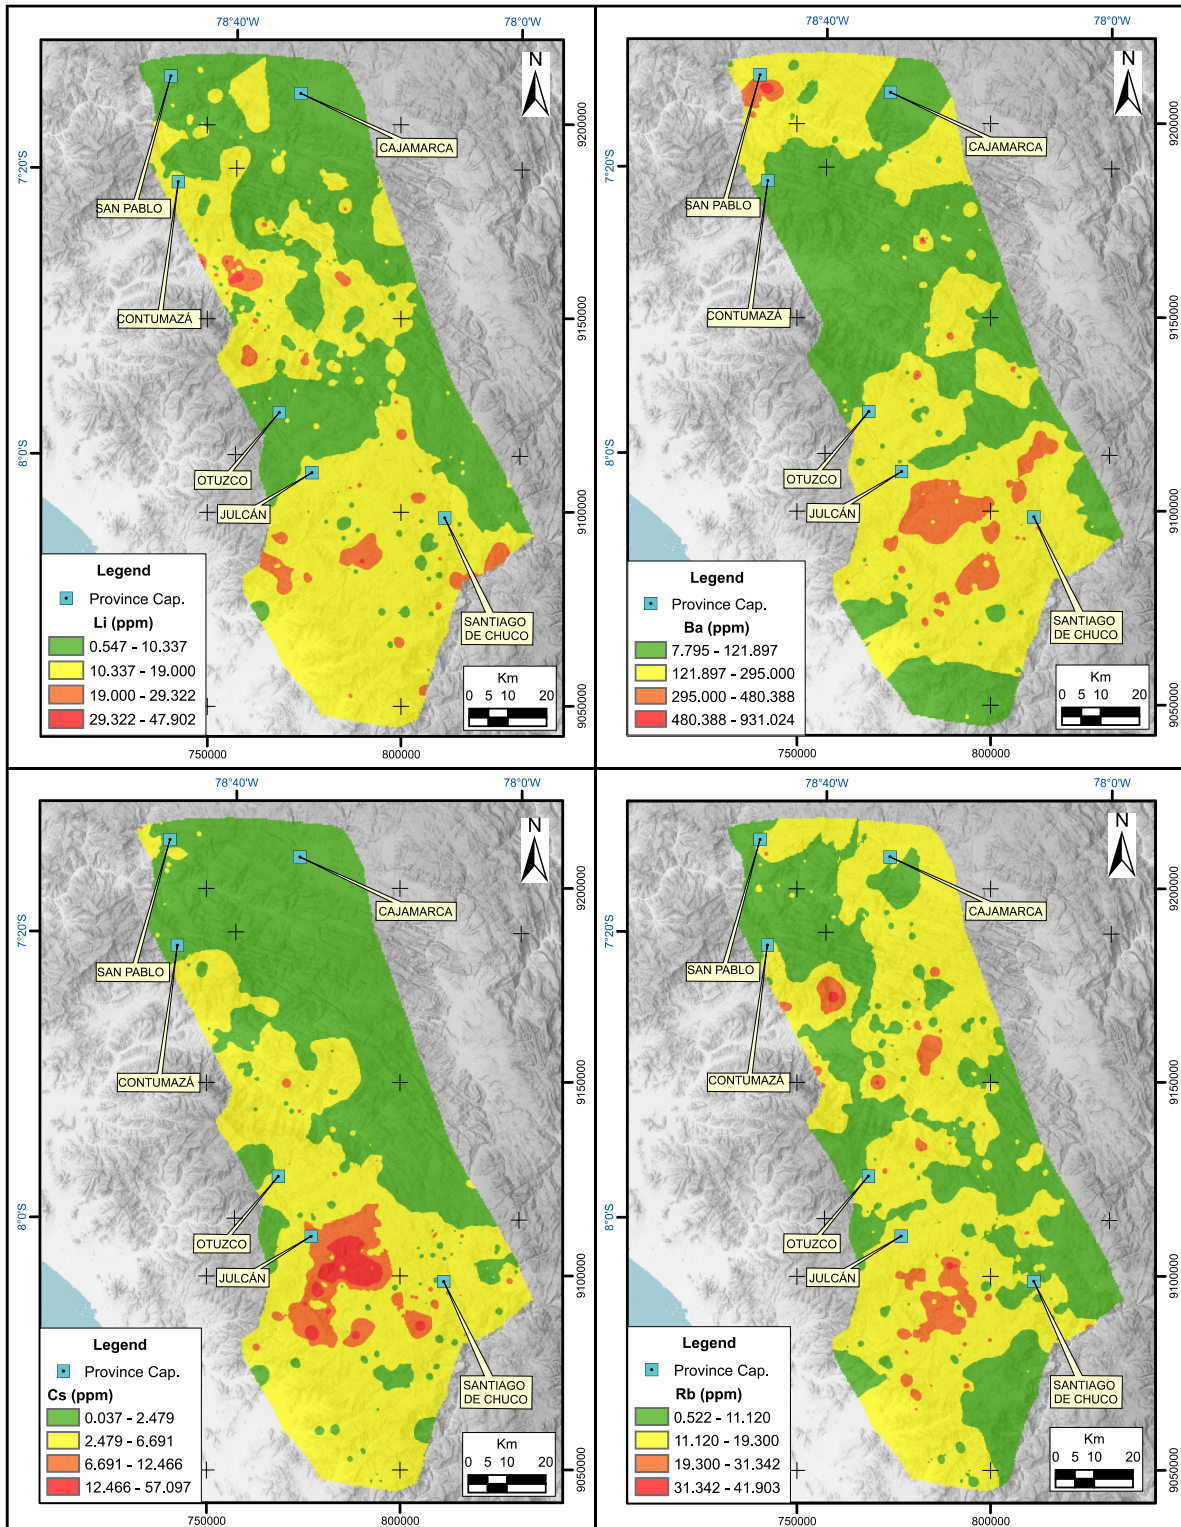 78°40'W
78°0'W
N
9200000
CAJAMARCA
7°20'S
SAN PABLO
CONTUMAZÁ
9150000
OTUZCO
8°0'S
JULCÁN
9100000
SANTIAGO
DE CHUCO
Legend
Province Cap.
Li (ppm)
0.547 - 10.337
10.337 - 19.000
19.000 - 29.322
29.322 - 47.902
Km
0 5 10 20
9050000
750000
800000
78°40'W
78°0'W
N
9200000
CAJAMARCA
7°20'S
SAN PABLO
CONTUMAZÁ
9150000
OTUZCO
8°0'S
JULCÁN
9100000
SANTIAGO
DE CHUCO
Legend
Province Cap.
Ba (ppm)
7.795 - 121.897
121.897 - 295.000
295.000 - 480.388
480.388 - 931.024
Km
0 5 10 20
9050000
750000
800000
78°40'W
78°0'W
N
9200000
CAJAMARCA
7°20'S
SAN PABLO
CONTUMAZÁ
9150000
OTUZCO
8°0'S
JULCÁN
9100000
SANTIAGO
DE CHUCO
Legend
Province Cap.
Cs (ppm)
0.037 - 2.479
2.479 - 6.691
6.691 - 12.466
12.466 - 57.097
Km
0 5 10 20
9050000
750000
800000
78°40'W
78°0'W
N
9200000
CAJAMARCA
7°20'S
SAN PABLO
CONTUMAZÁ
9150000
OTUZCO
8°0'S
JULCÁN
9100000
SANTIAGO
DE CHUCO
Legend
Province Cap.
Rb (ppm)
0.522 - 11.120
11.120 - 19.300
19.300 - 31.342
31.342 - 41.903
Km
0 5 10 20
9050000
750000
800000